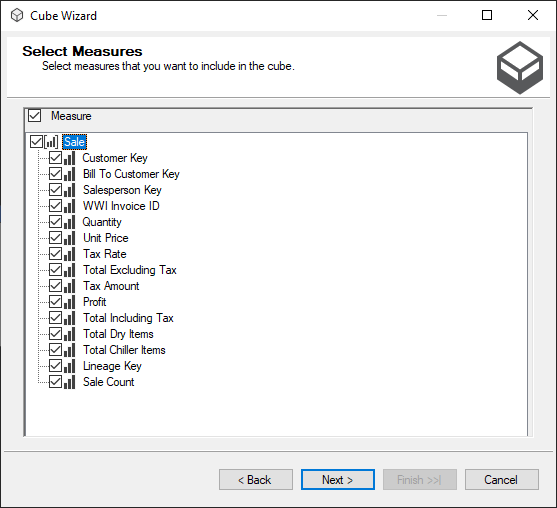 Cube Wizard
Select Measures
Select measures that you want to include in the cube.
Measure
Sale
Customer Key
Bill To Customer Key
Salesperson Key
WWI Invoice ID
Quantity
Unit Price
Tax Rate
Total Excluding Tax
Tax Amount
Profit
Total Including Tax
Total Dry Items
Total Chiller Items
Lineage Key
Sale Count
< Back Next > Finish >>| Cancel